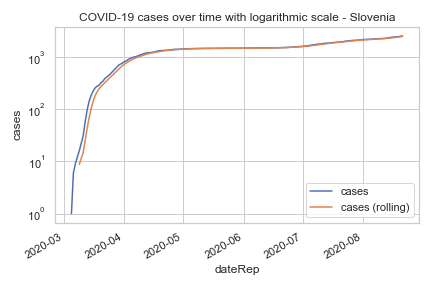 COVID-19 cases over time with logarithmic scale - Slovenia
10³
10²
10¹
10⁰
cases
cases
cases (rolling)
2020-03
2020-04
2020-05
2020-06
2020-07
2020-08
dateRep